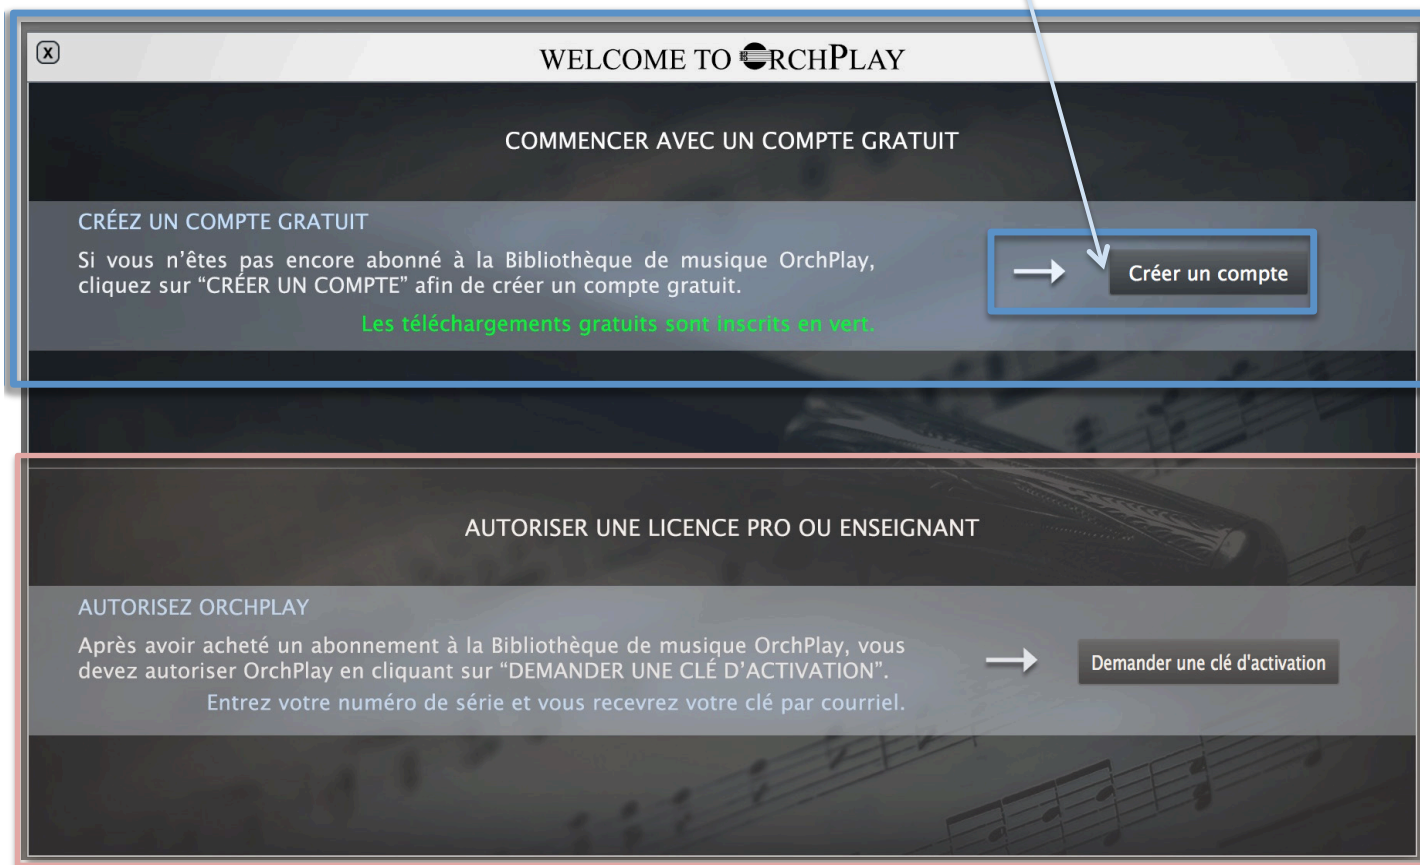 X
WELCOME TO ORCHPLAY
COMMENCER AVEC UN COMPTE GRATUIT
CRÉEZ UN COMPTE GRATUIT
Si vous n’êtes pas encore abonné à la Bibliothèque de musique OrchPlay,
cliquez sur “CRÉER UN COMPTE” afin de créer un compte gratuit.
Les téléchargements gratuits sont inscrits en vert.
Créer un compte
AUTORISER UNE LICENCE PRO OU ENSEIGNANT
AUTORISEZ ORCHPLAY
Après avoir acheté un abonnement à la Bibliothèque de musique OrchPlay, vous
devez autoriser OrchPlay en cliquant sur “DEMANDER UNE CLÉ D’ACTIVATION”.
Entrez votre numéro de série et vous recevrez votre clé par courriel.
Demander une clé d'activation